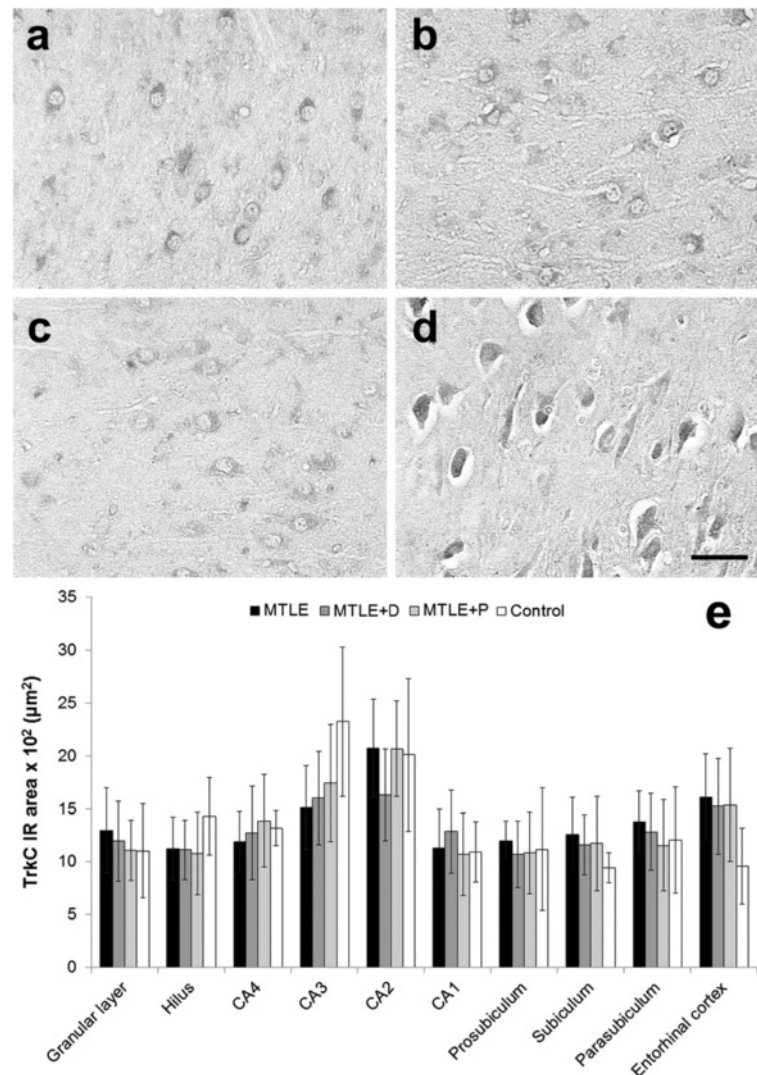 a
b
c
d
e
MTLE MTLE+D MTLE+P Control
TrkC IR area x 10² (µm²)
35
30
25
20
15
10
5
0
Granular layer
Hilus
CA4
CA3
CA2
CA1
Prosubiculum
Subiculum
Parasubiculum
Entorhinal cortex